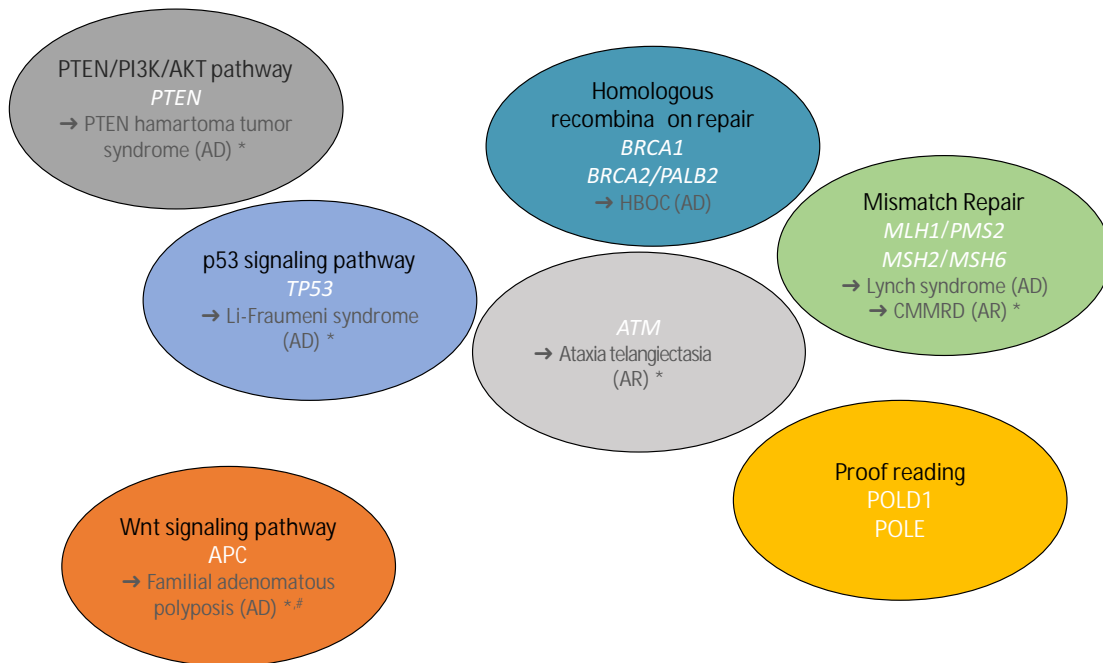 PTEN/PI3K/AKT pathway
PTEN
→ PTEN hamartoma tumor
syndrome (AD) *
Homologous
recombina on repair
BRCA1
BRCA2/PALB2
→ HBOC (AD)
Mismatch Repair
MLH1/PMS2
MSH2/MSH6
→ Lynch syndrome (AD)
→ CMMRD (AR) *
p53 signaling pathway
TP53
→ Li-Fraumeni syndrome
(AD) *
ATM
→ Ataxia telangiectasia
(AR) *
Proof reading
POLD1
POLE
Wnt signaling pathway
APC
→ Familial adenomatous
polyposis (AD) *,#